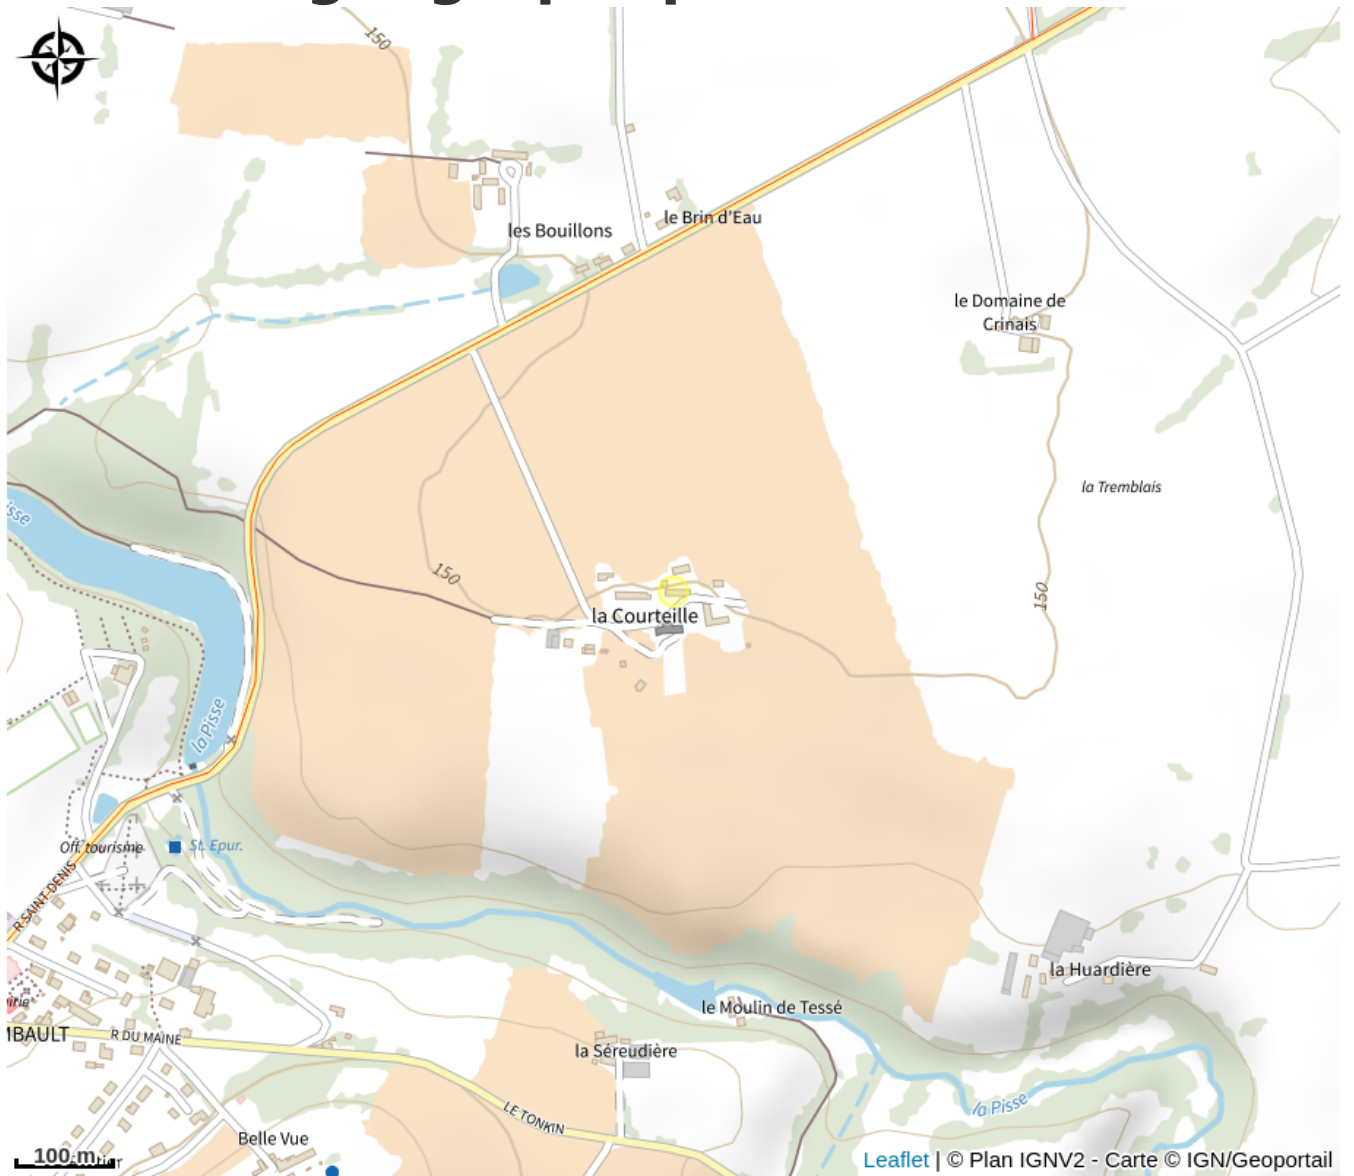 150
le Brin d'Eau
les Bouillons
le Domaine de
Crinais
la Tremblais
150
150
la Courteille
la Pisse
Off. tourisme
St. Epur.
R SAINT DENIS
la Huardière
le Moulin de Tessé
MBAULT
R DU MAINE
la Séreudière
LE TONKIN
la Pisse
Belle Vue
100 m
Leaflet | © Plan IGNV2 - Carte © IGN/Geoportail